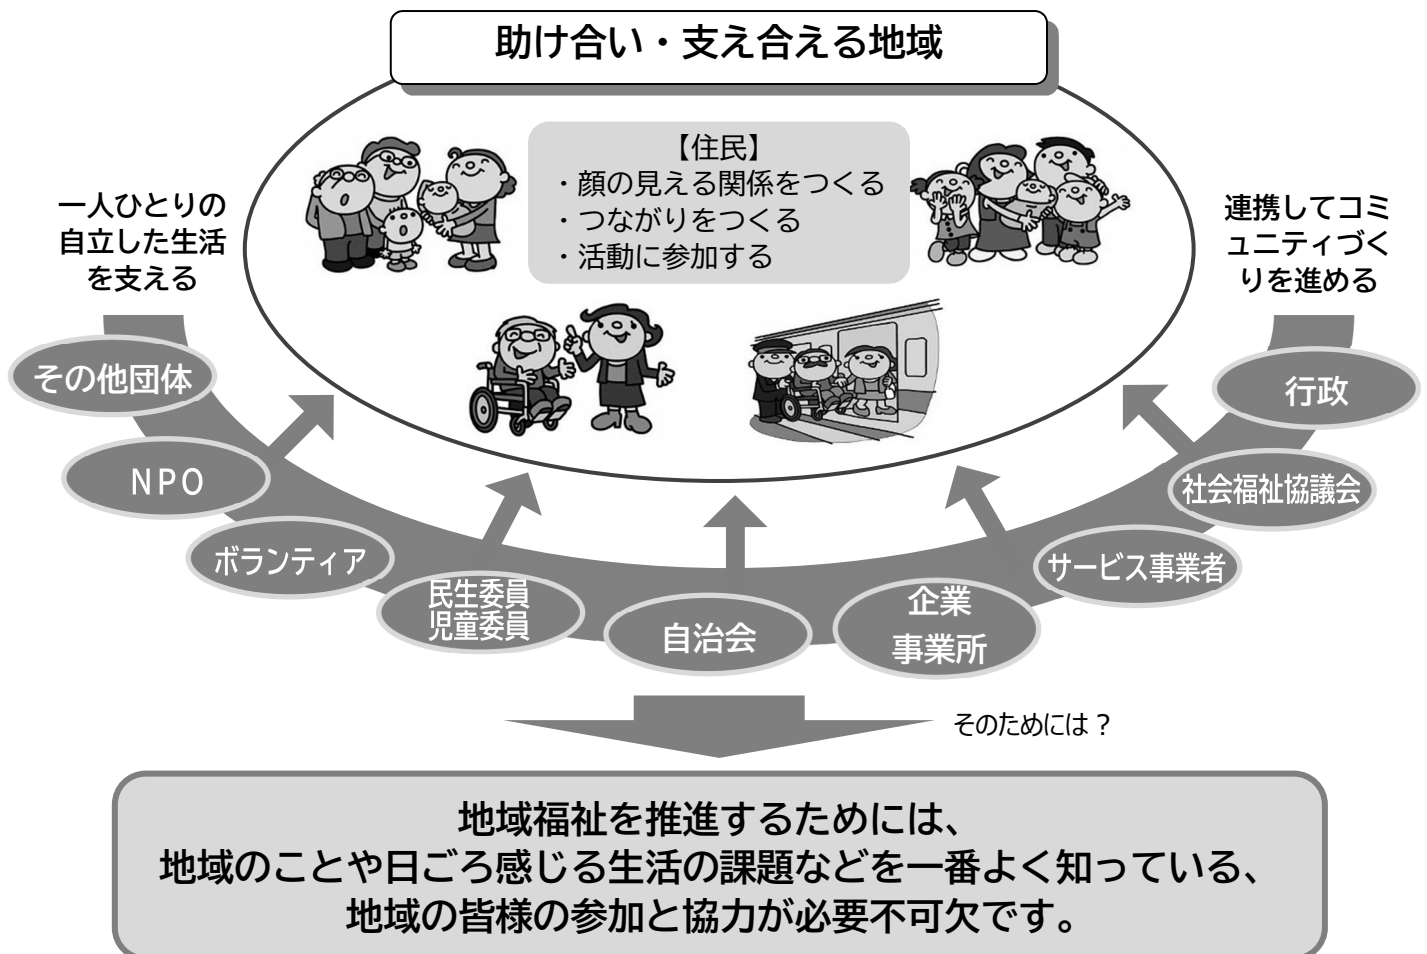 助け合い・支え合える地域
【住民】
・顔の見える関係をつくる
・つながりをつくる
・活動に参加する
一人ひとりの
自立した生活
を支える
連携してコミ
ュニティづく
りを進める
その他団体
NPO
ボランティア
民生委員
児童委員
自治会
企業
事業所
サービス事業者
社会福祉協議会
行政
そのためには？
地域福祉を推進するためには、
地域のことや日ごろ感じる生活の課題などを一番よく知っている、
地域の皆様の参加と協力が必要不可欠です。